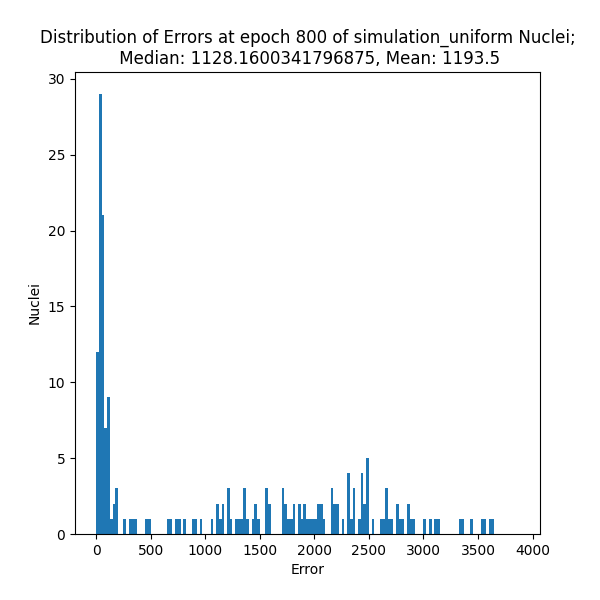 Distribution of Errors at epoch 800 of simulation_uniform Nuclei;
Median: 1128.1600341796875, Mean: 1193.5
30
25
20
15
10
5
0
Nuclei
0 500 1000 1500 2000 2500 3000 3500 4000
Error